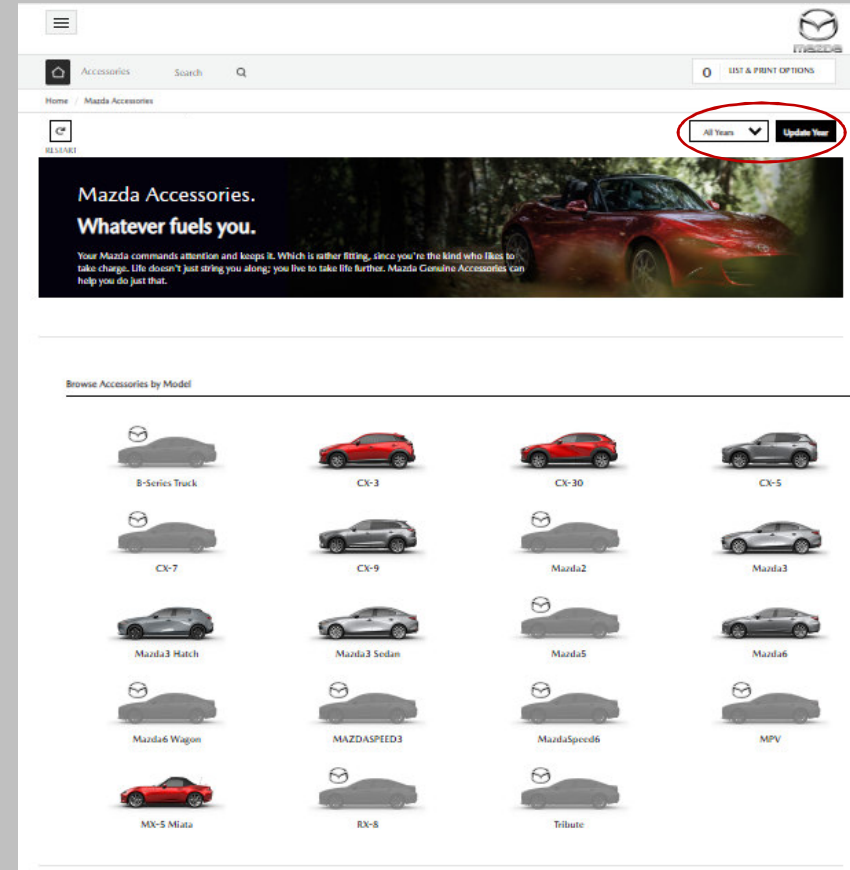 mazda
Accessories Search
0 LIST & PRINT OPTIONS
Home / Mazda Accessories
RESTART
All Years Update Year
Mazda Accessories.
Whatever fuels you.
Your Mazda commands attention and keeps it. Which is rather fitting, since you're the kind who likes to
take charge. Life doesn't just string you along; you live to take life further. Mazda Genuine Accessories can
help you do just that.
Browse Accessories by Model
B-Series Truck CX-3 CX-30 CX-5
CX-7 CX-9 Mazda2 Mazda3
Mazda3 Hatch Mazda3 Sedan Mazda5 Mazda6
Mazda6 Wagon MAZDASPEED3 MazdaSpeed6 MPV
MX-5 Miata RX-8 Tribute